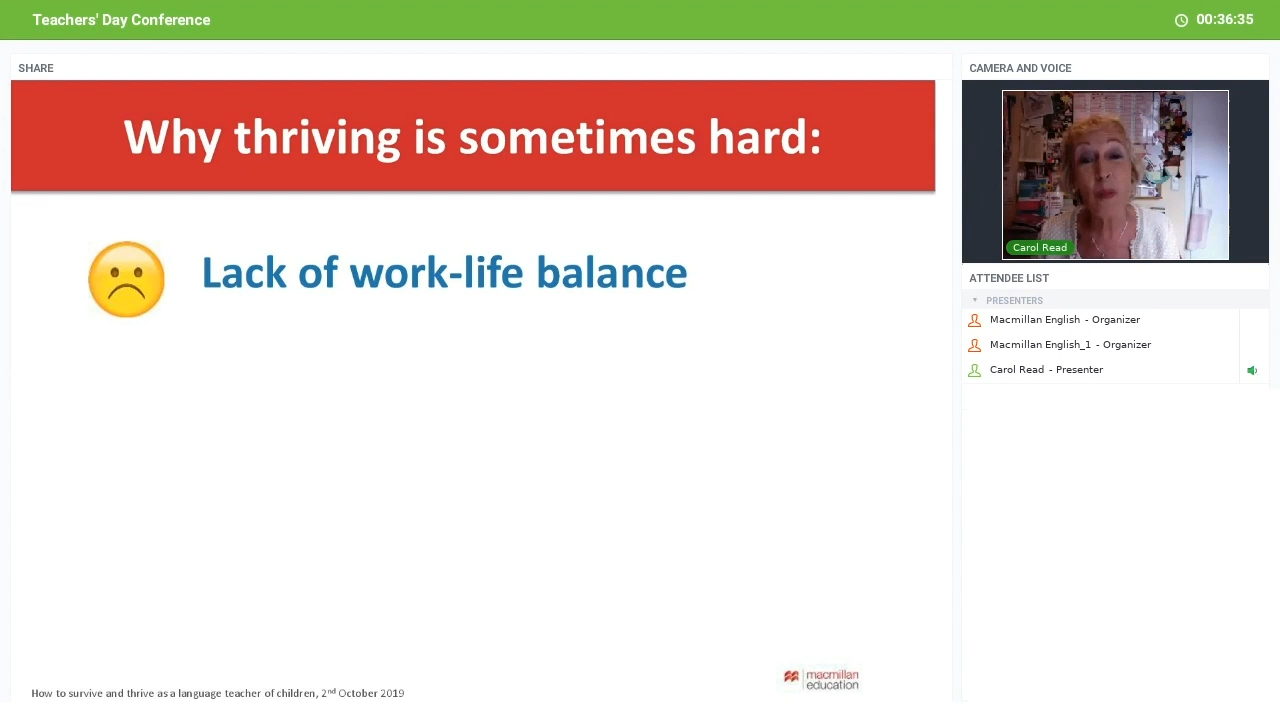 Teachers' Day Conference
00:36:35
SHARE
Why thriving is sometimes hard:
Lack of work-life balance
How to survive and thrive as a language teacher of children, 2nd October 2019
macmillan
education
CAMERA AND VOICE
Carol Read
ATTENDEE LIST
PRESENTERS
Macmillan English - Organizer
Macmillan English_1 - Organizer
Carol Read - Presenter